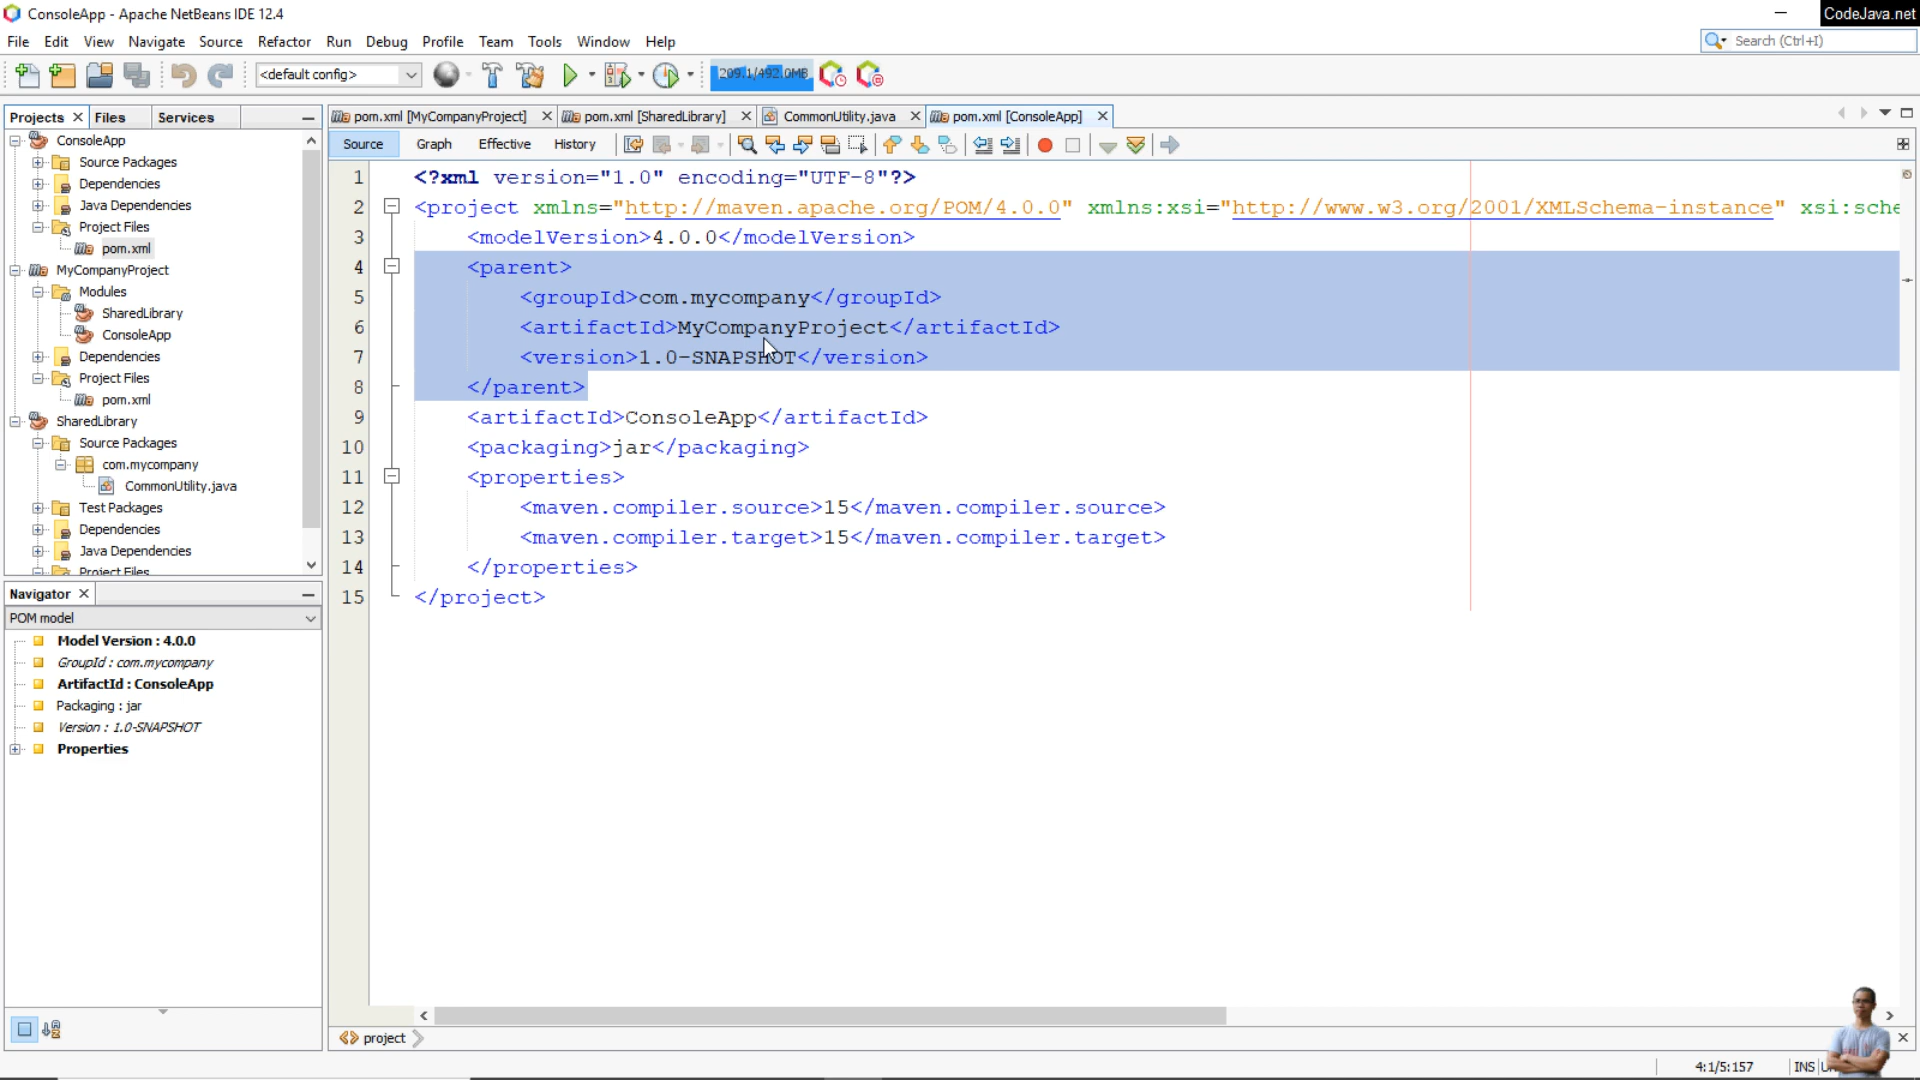 ConsoleApp - Apache NetBeans IDE 12.4
CodeJava.net
File Edit View Navigate Source Refactor Run Debug Profile Team Tools Window Help
Search (Ctrl+I)
<default config>
209.1/492.0MB
Projects Files Services
ConsoleApp
Source Packages
Dependencies
Java Dependencies
Project Files
pom.xml
MyCompanyProject
Modules
SharedLibrary
ConsoleApp
Dependencies
Project Files
pom.xml
SharedLibrary
Source Packages
com.mycompany
CommonUtility.java
Test Packages
Dependencies
Java Dependencies
Project Files
Navigator
POM model
Model Version : 4.0.0
GroupId : com.mycompany
ArtifactId : ConsoleApp
Packaging : jar
Version : 1.0-SNAPSHOT
Properties
pom.xml [MyCompanyProject] pom.xml [SharedLibrary] CommonUtility.java pom.xml [ConsoleApp]
Source Graph Effective History
1 <?xml version="1.0" encoding="UTF-8"?>
2 <project xmlns="http://maven.apache.org/POM/4.0.0" xmlns:xsi="http://www.w3.org/2001/XMLSchema-instance" xsi:sche
3 <modelVersion>4.0.0</modelVersion>
4 <parent>
5 <groupId>com.mycompany</groupId>
6 <artifactId>MyCompanyProject</artifactId>
7 <version>1.0-SNAPSHOT</version>
8 </parent>
9 <artifactId>ConsoleApp</artifactId>
10 <packaging>jar</packaging>
11 <properties>
12 <maven.compiler.source>15</maven.compiler.source>
13 <maven.compiler.target>15</maven.compiler.target>
14 </properties>
15 </project>
project
4:1/5:157 INS